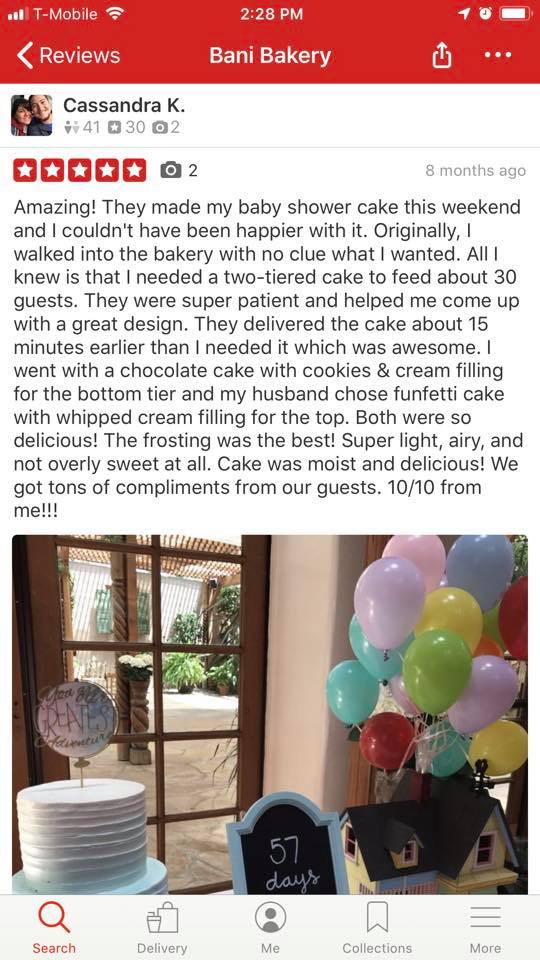 T-Mobile
2:28 PM
Reviews
Bani Bakery
Cassandra K.
41 30 2
2
8 months ago
Amazing! They made my baby shower cake this weekend
and I couldn't have been happier with it. Originally, I
walked into the bakery with no clue what I wanted. All I
knew is that I needed a two-tiered cake to feed about 30
guests. They were super patient and helped me come up
with a great design. They delivered the cake about 15
minutes earlier than I needed it which was awesome. I
went with a chocolate cake with cookies & cream filling
for the bottom tier and my husband chose funfetti cake
with whipped cream filling for the top. Both were so
delicious! The frosting was the best! Super light, airy, and
not overly sweet at all. Cake was moist and delicious! We
got tons of compliments from our guests. 10/10 from
me!!!
You Are
GREATEST
Adventure
57
days
Search
Delivery
Me
Collections
More